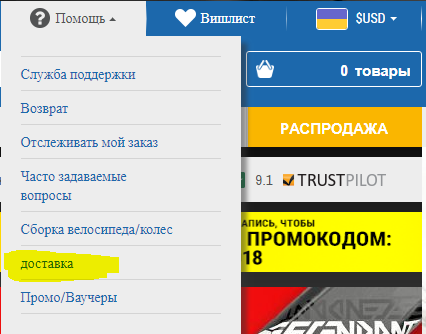 Помощь
Вишлист
$USD
0 товары
Служба поддержки
Возврат
Отслеживать мой заказ
Часто задаваемые
вопросы
Сборка велосипеда/колес
доставка
Промо/Ваучеры
РАСПРОДАЖА
9.1 TRUSTPILOT
АПИСЬ, ЧТОБЫ
ПРОМОКОДОМ:
18